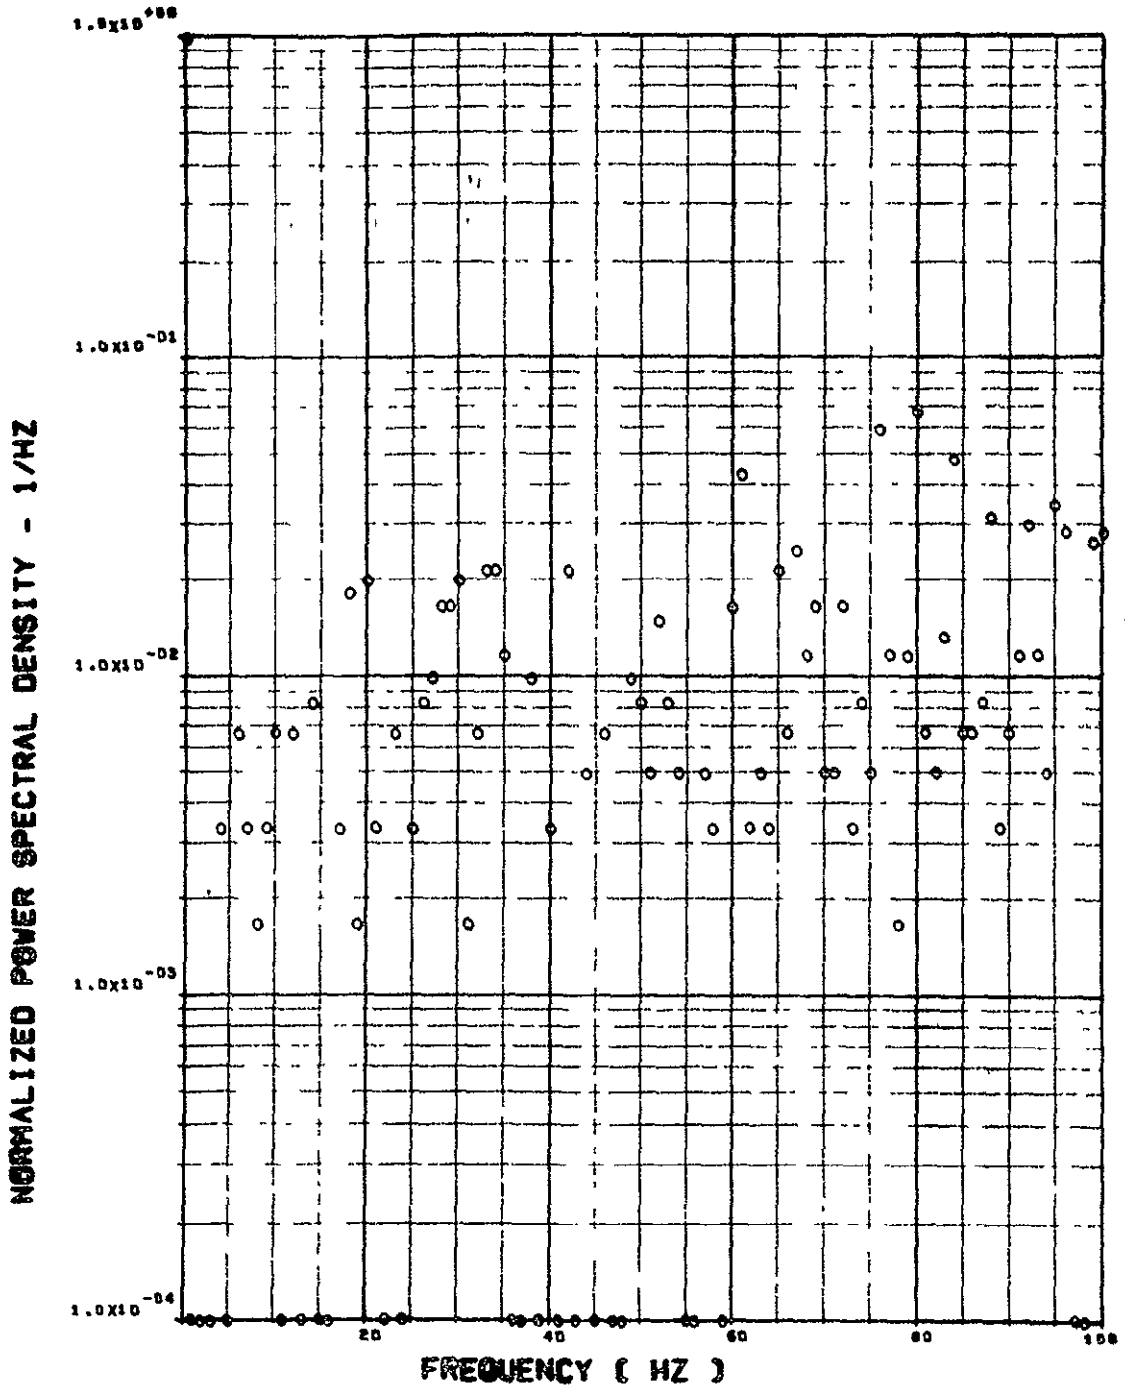 1.0X10^+00
1.0X10^-01
1.0X10^-02
1.0X10^-03
1.0X10^-04
NORMALIZED POWER SPECTRAL DENSITY - 1/HZ
20 40 60 80 100
FREQUENCY ( HZ )